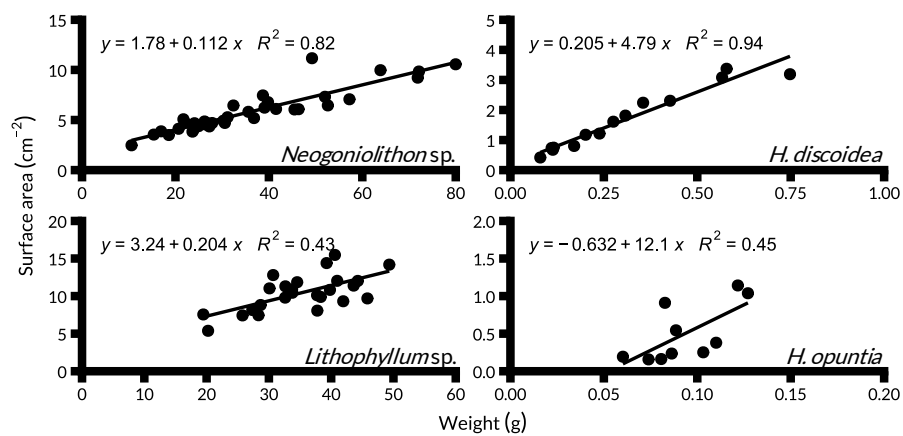 15
10
5
0
y = 1.78 + 0.112 x R² = 0.82
Neogoniolithon sp.
0 20 40 60 80
5
4
3
2
1
0
y = 0.205 + 4.79 x R² = 0.94
H. discoidea
0.00 0.25 0.50 0.75 1.00
Surface area (cm⁻²)
20
15
10
5
0
y = 3.24 + 0.204 x R² = 0.43
Lithophyllum sp.
0 10 20 30 40 50 60
2.0
1.5
1.0
0.5
0.0
y = −0.632 + 12.1 x R² = 0.45
H. opuntia
0.00 0.05 0.10 0.15 0.20
Weight (g)